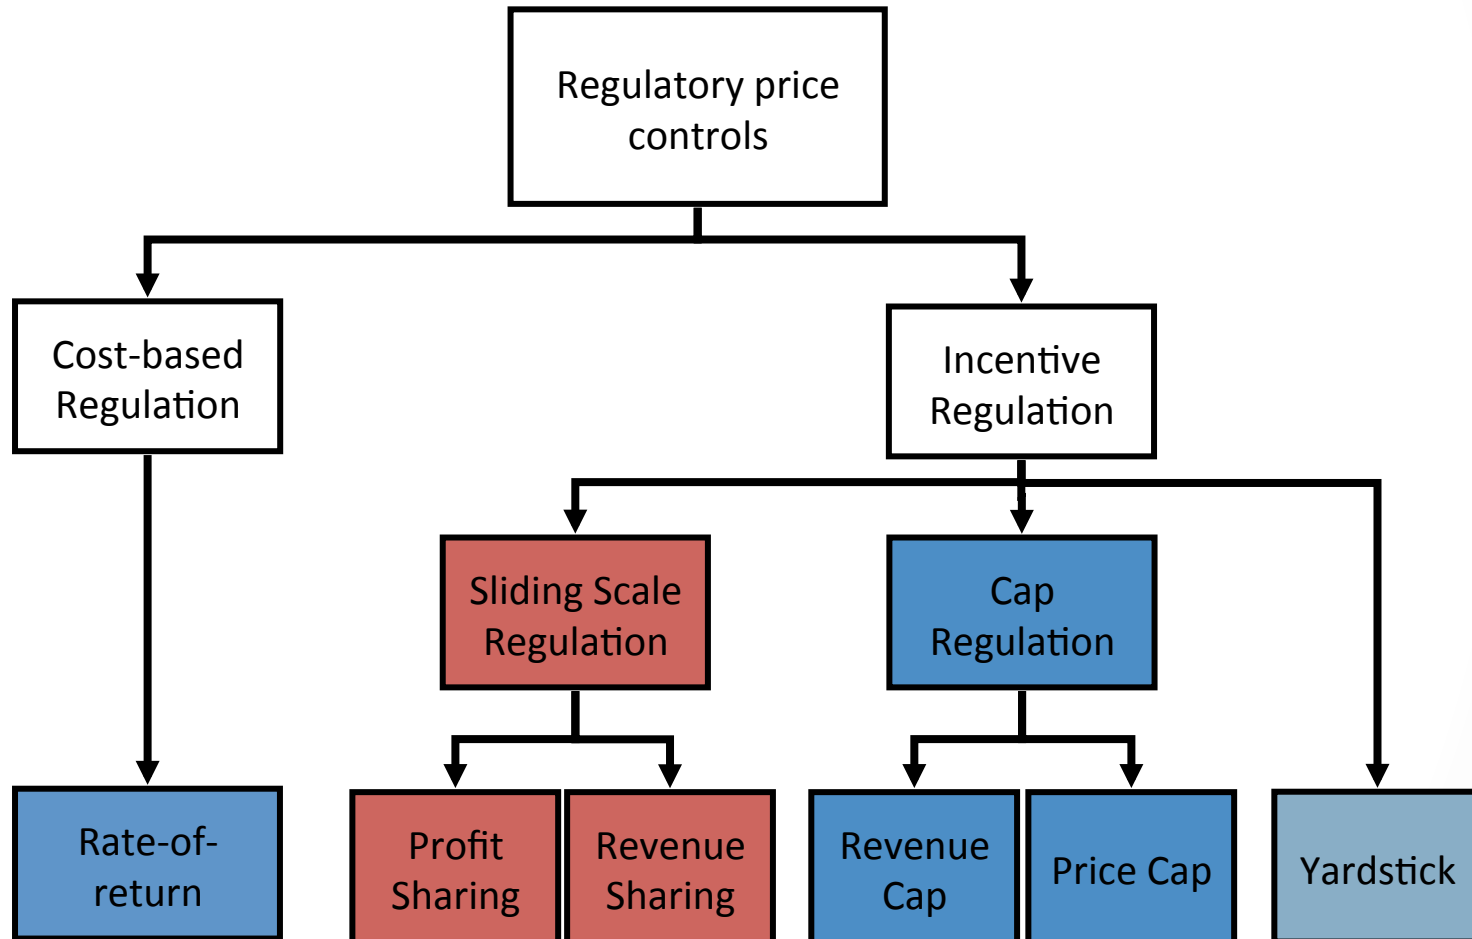 Regulatory price
controls
Cost-based
Regulation
Incentive
Regulation
Sliding Scale
Regulation
Cap
Regulation
Rate-of-
return
Profit
Sharing
Revenue
Sharing
Revenue
Cap
Price Cap
Yardstick